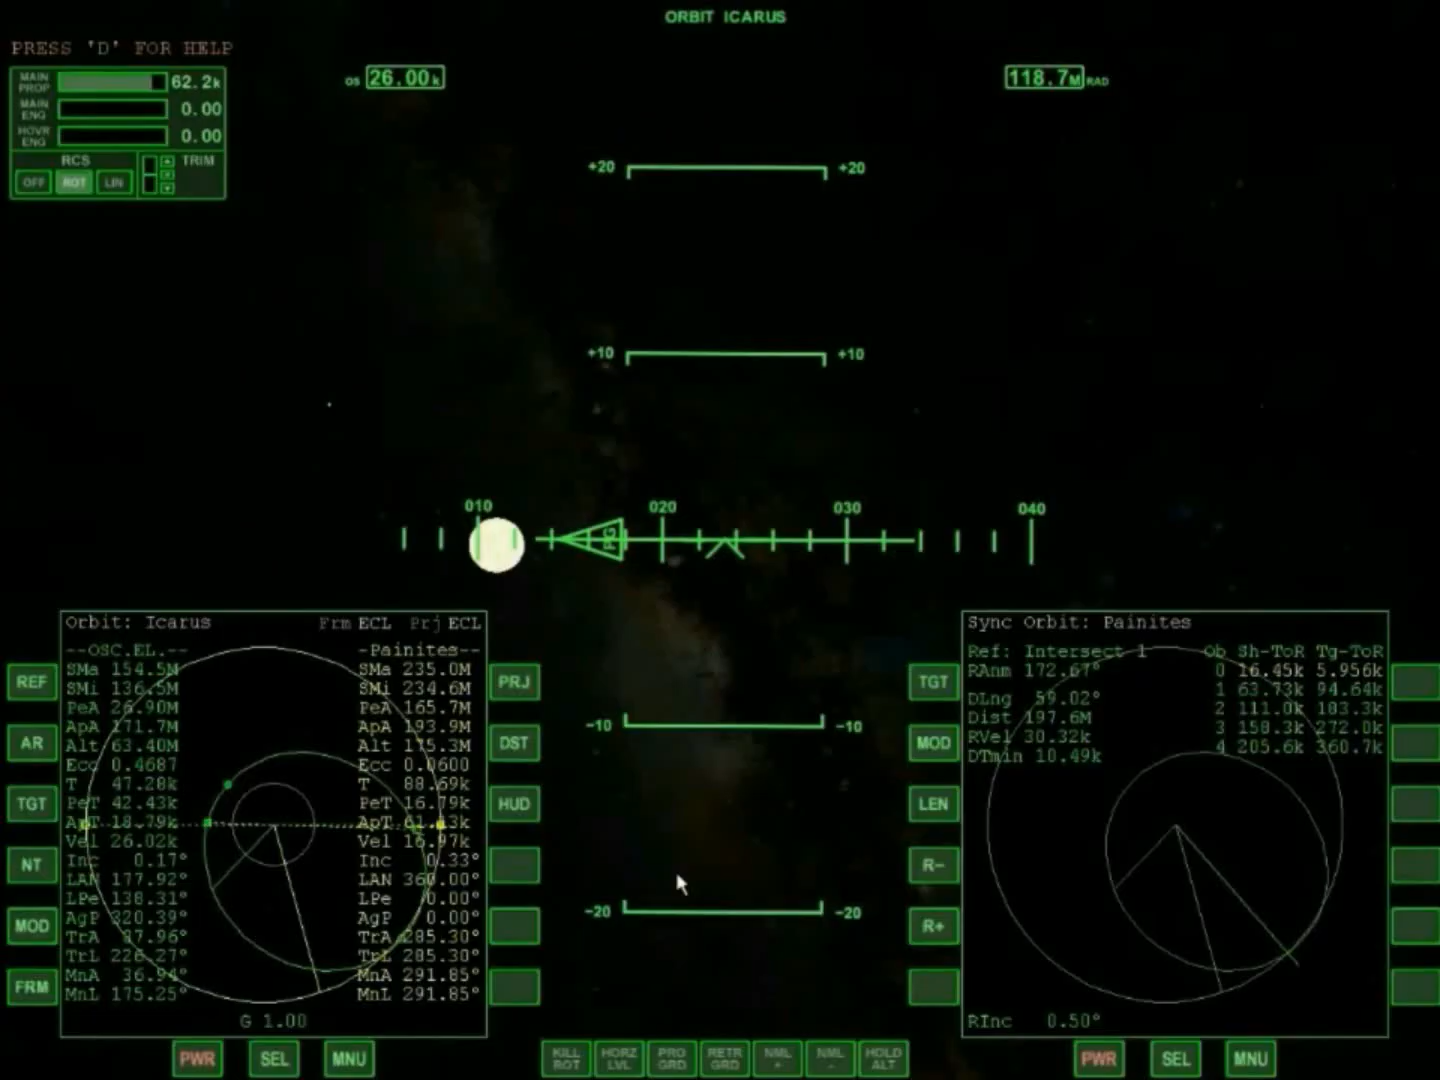 ORBIT ICARUS
PRESS 'D' FOR HELP
MAIN PROP 62.2k
MAIN ENG 0.00
HOVR ENG 0.00
RCS TRIM
OFF ROT LIN
OS 26.00k
118.7M RAD
+20 +20
+10 +10
010 020 030 040
PG
-10 -10
-20 -20
Orbit: Icarus Frm ECL Prj ECL
--OSC.EL.-- -Painites--
SMa 154.5M SMa 235.0M
SMi 136.5M SMi 234.6M
PeA 26.90M PeA 165.7M
ApA 171.7M ApA 193.9M
Alt 63.40M Alt 175.3M
Ecc 0.4687 Ecc 0.0600
T 47.28k T 88.69k
PeT 42.43k PeT 16.79k
ApT 18.79k ApT 61.13k
Vel 26.02k Vel 16.97k
Inc 0.17° Inc 0.33°
LAN 177.92° LAN 360.00°
LPe 138.31° LPe 0.00°
AgP 320.39° AgP 0.00°
TrA 87.96° TrA 285.30°
TrL 226.27° TrL 285.30°
MnA 36.94° MnA 291.85°
MnL 175.25° MnL 291.85°
G 1.00
REF
AR
TGT
NT
MOD
FRM
PRJ
DST
HUD
PWR SEL MNU
KILL ROT
HORZ LVL
PRO GRD
RETR GRD
NML +
NML -
HOLD ALT
Sync Orbit: Painites
Ref: Intersect 1 Ob Sh-ToR Tg-ToR
RAnm 172.67° 0 16.45k 5.956k
1 63.73k 94.64k
DLng 59.02°
2 111.0k 183.3k
Dist 197.6M
3 158.3k 272.0k
RVel 30.32k
4 205.6k 360.7k
DTmin 10.49k
RInc 0.50°
TGT
MOD
LEN
R-
R+
PWR SEL MNU